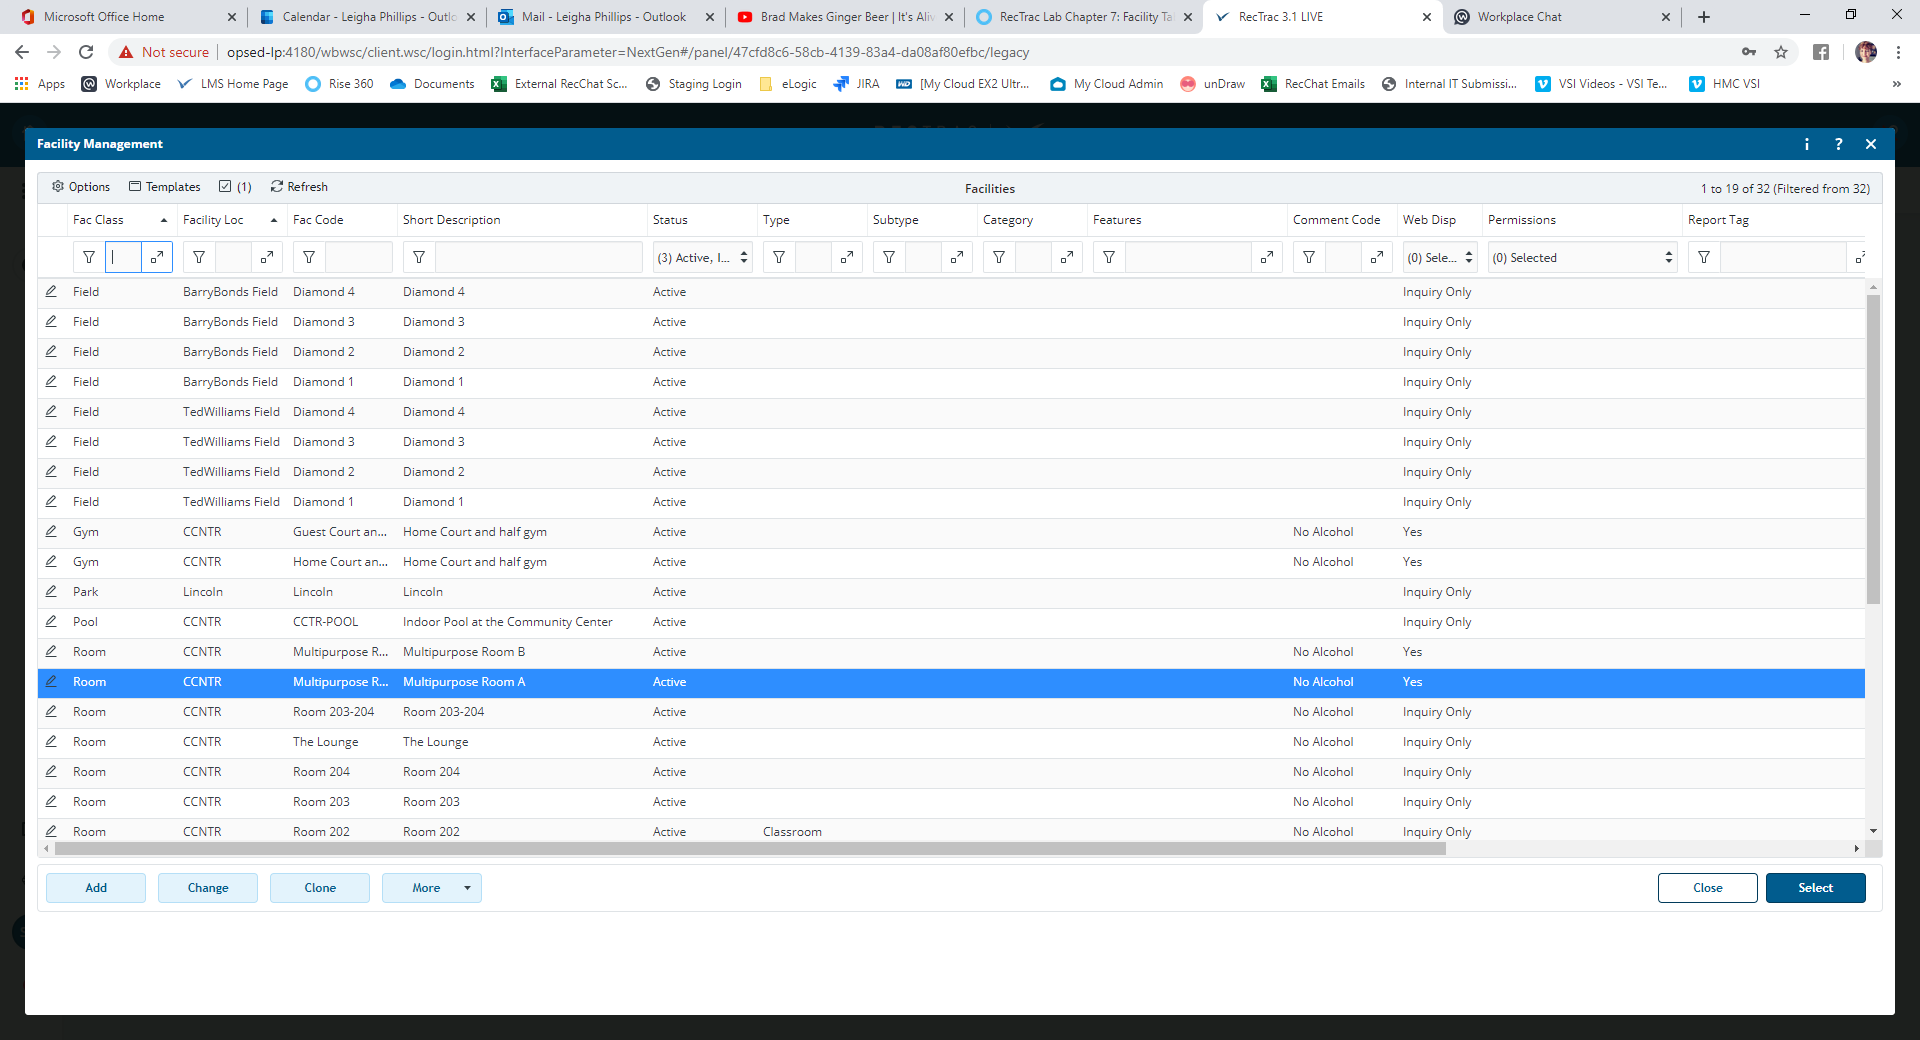 Microsoft Office Home
Calendar - Leigha Phillips - Outlo
Mail - Leigha Phillips - Outlook
Brad Makes Ginger Beer | It's Aliv
RecTrac Lab Chapter 7: Facility Ta
RecTrac 3.1 LIVE
Workplace Chat
Not secure | opsed-lp:4180/wbwsc/client.wsc/login.html?InterfaceParameter=NextGen#/panel/47cfd8c6-58cb-4139-83a4-da08af80efbc/legacy
Apps Workplace LMS Home Page Rise 360 Documents External RecChat Sc... Staging Login eLogic JIRA [My Cloud EX2 Ultr... My Cloud Admin unDraw RecChat Emails Internal IT Submissi... VSI Videos - VSI Te... HMC VSI »
Facility Management i ?
Options Templates (1) Refresh Facilities 1 to 19 of 32 (Filtered from 32)
Fac Class Facility Loc Fac Code Short Description Status Type Subtype Category Features Comment Code Web Disp Permissions Report Tag
(3) Active, I... (0) Sele... (0) Selected
Field BarryBonds Field Diamond 4 Diamond 4 Active Inquiry Only
Field BarryBonds Field Diamond 3 Diamond 3 Active Inquiry Only
Field BarryBonds Field Diamond 2 Diamond 2 Active Inquiry Only
Field BarryBonds Field Diamond 1 Diamond 1 Active Inquiry Only
Field TedWilliams Field Diamond 4 Diamond 4 Active Inquiry Only
Field TedWilliams Field Diamond 3 Diamond 3 Active Inquiry Only
Field TedWilliams Field Diamond 2 Diamond 2 Active Inquiry Only
Field TedWilliams Field Diamond 1 Diamond 1 Active Inquiry Only
Gym CCNTR Guest Court an... Home Court and half gym Active No Alcohol Yes
Gym CCNTR Home Court an... Home Court and half gym Active No Alcohol Yes
Park Lincoln Lincoln Lincoln Active Inquiry Only
Pool CCNTR CCTR-POOL Indoor Pool at the Community Center Active Inquiry Only
Room CCNTR Multipurpose R... Multipurpose Room B Active No Alcohol Yes
Room CCNTR Multipurpose R... Multipurpose Room A Active No Alcohol Yes
Room CCNTR Room 203-204 Room 203-204 Active No Alcohol Inquiry Only
Room CCNTR The Lounge The Lounge Active No Alcohol Inquiry Only
Room CCNTR Room 204 Room 204 Active No Alcohol Inquiry Only
Room CCNTR Room 203 Room 203 Active No Alcohol Inquiry Only
Room CCNTR Room 202 Room 202 Active Classroom No Alcohol Inquiry Only
Add Change Clone More Close Select